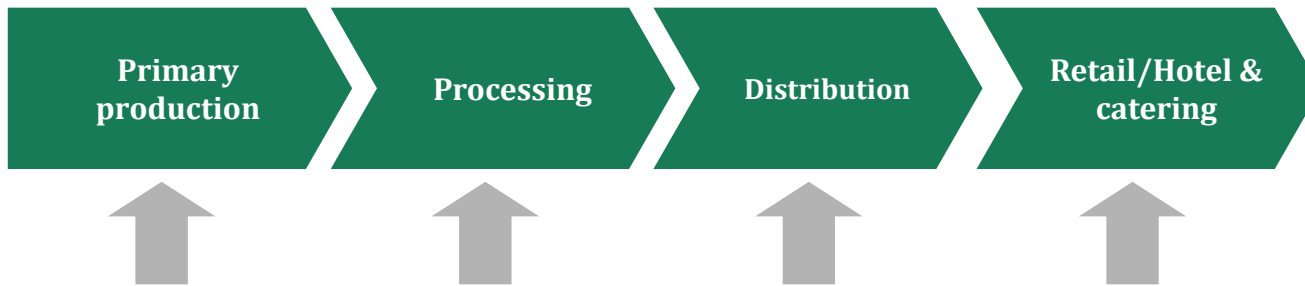 Primary
production
Processing
Distribution
Retail/Hotel &
catering